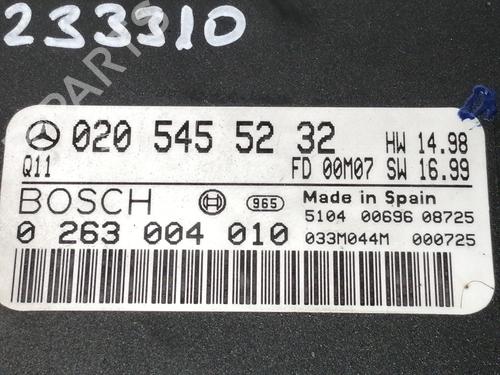 233310
020 545 52 32 HW 14.98
Q11 FD 00M07 SW 16.99
BOSCH 965 Made in Spain
5104 00696 08725
0 263 004 010 033M044M 000725